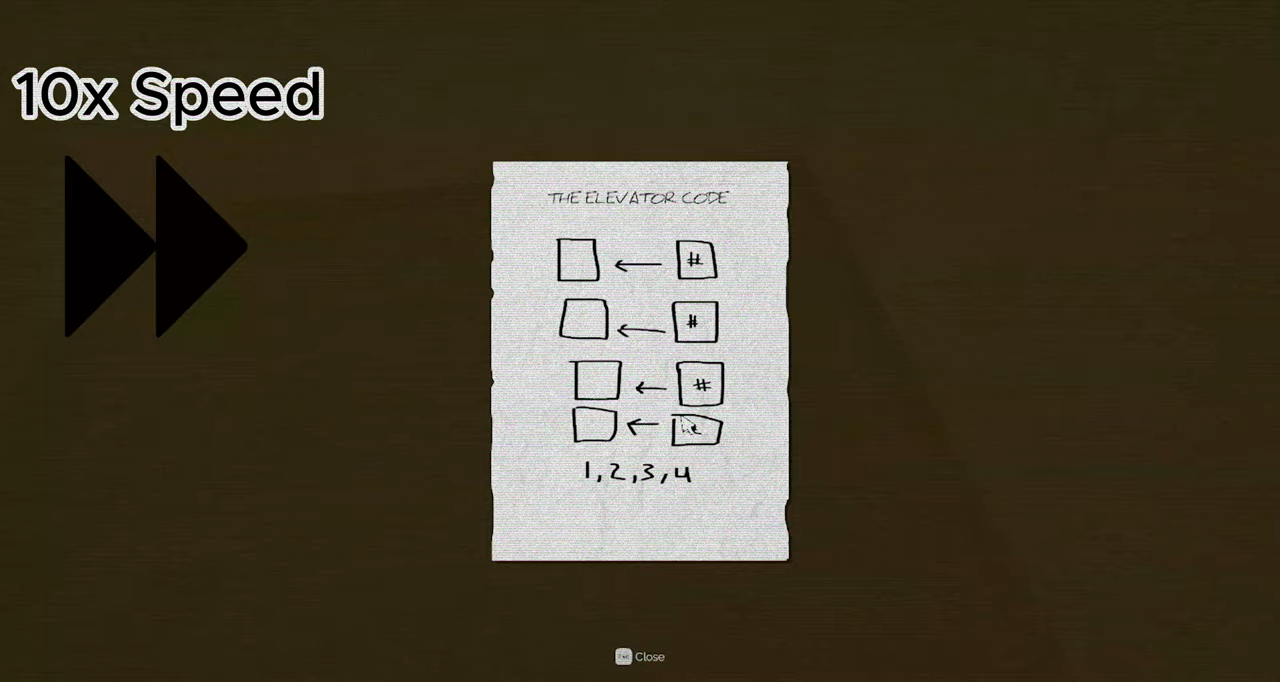 10x Speed
THE ELEVATOR CODE
#
#
#
1,2,3,4
Close